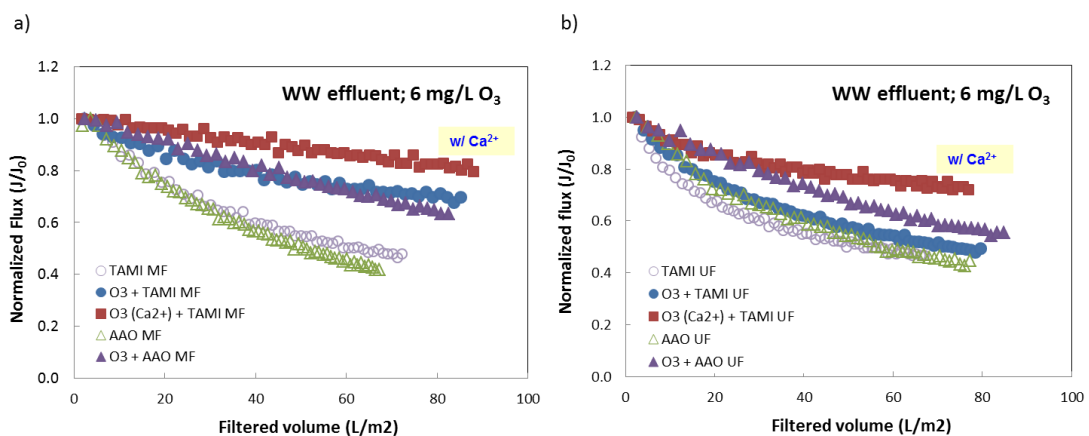 a)
1.2
1.0
0.8
0.6
0.4
0.2
0.0
Normalized Flux (J/J0)
WW effluent; 6 mg/L O3
w/ Ca2+
TAMI MF
O3 + TAMI MF
O3 (Ca2+) + TAMI MF
AAO MF
O3 + AAO MF
0 20 40 60 80 100
Filtered volume (L/m2)
b)
1.2
1.0
0.8
0.6
0.4
0.2
0.0
Normalized flux (J/J0)
WW effluent; 6 mg/L O3
w/ Ca2+
TAMI UF
O3 + TAMI UF
O3 (Ca2+) + TAMI UF
AAO UF
O3 + AAO UF
0 20 40 60 80 100
Filtered volume (L/m2)